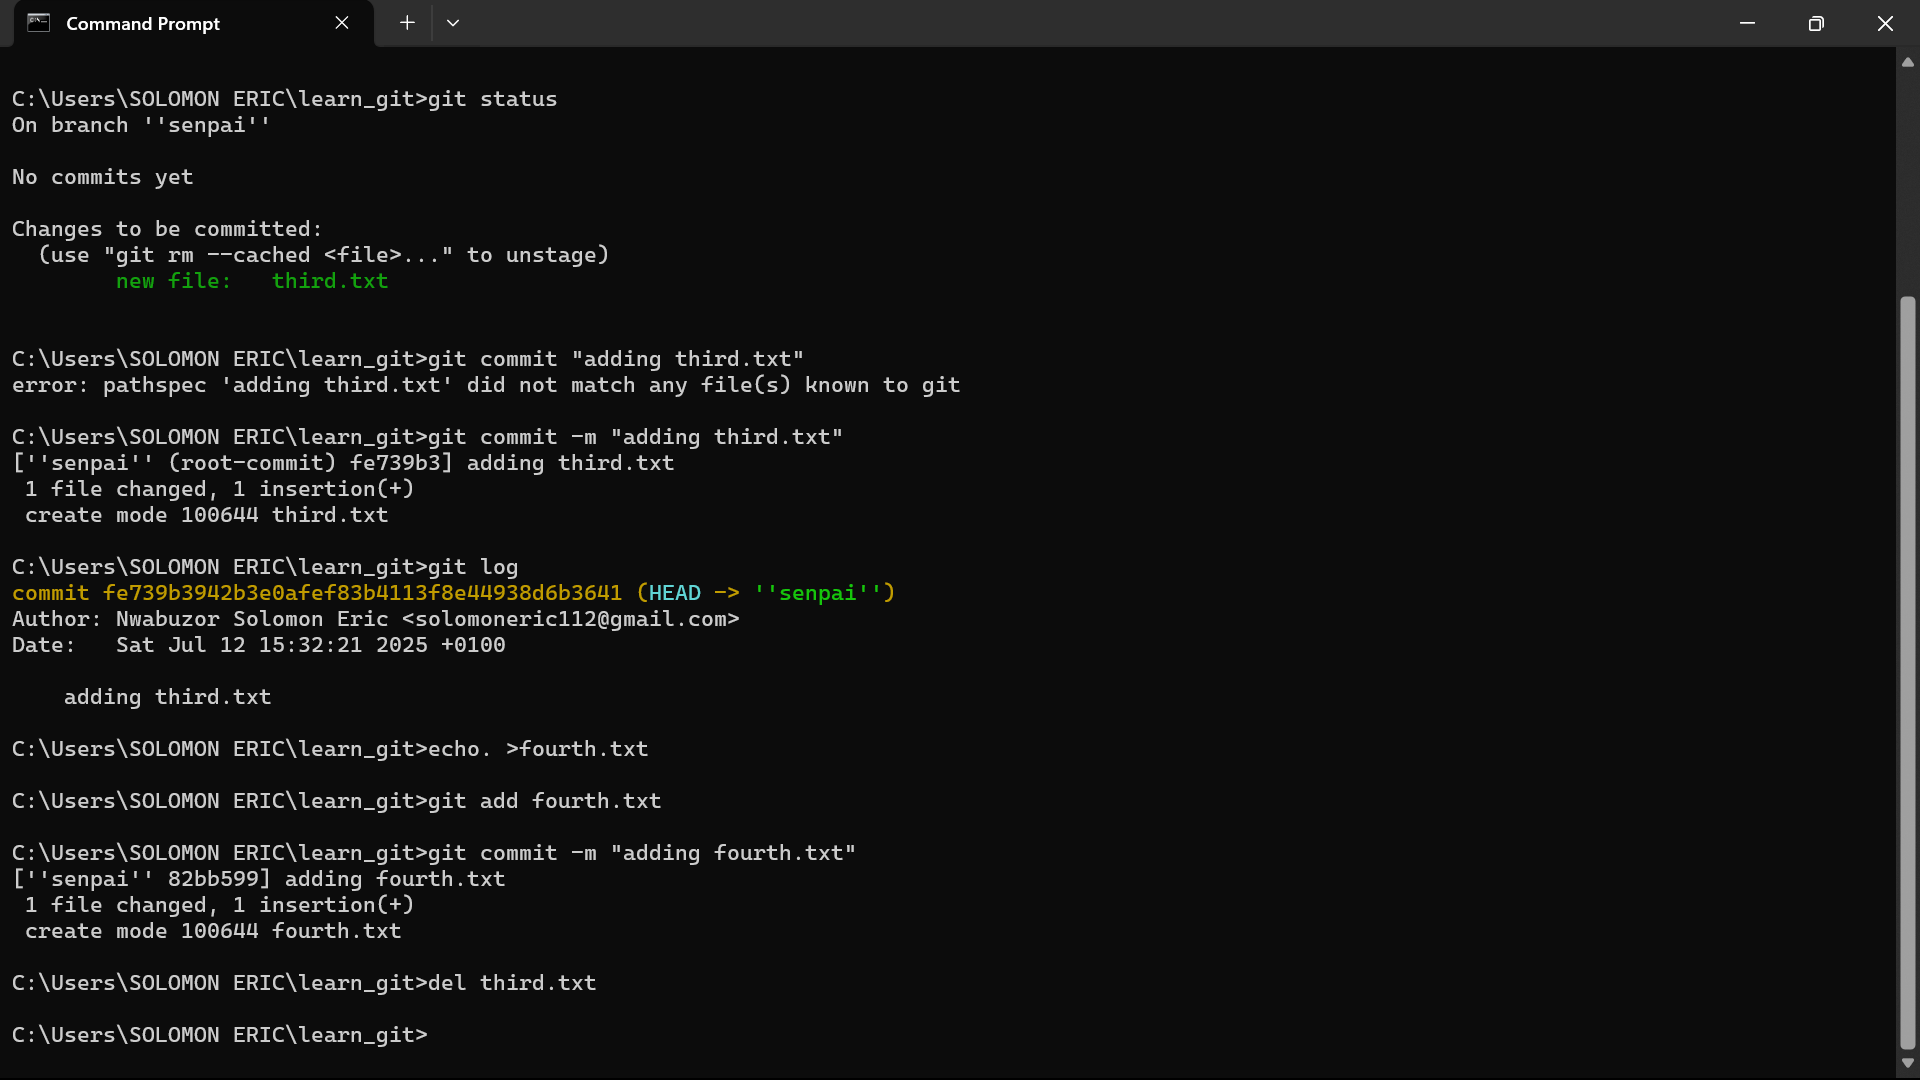 Command Prompt
C:\Users\SOLOMON ERIC\learn_git>git status
On branch ''senpai''
No commits yet
Changes to be committed:
  (use "git rm --cached <file>..." to unstage)
        new file:   third.txt
C:\Users\SOLOMON ERIC\learn_git>git commit "adding third.txt"
error: pathspec 'adding third.txt' did not match any file(s) known to git
C:\Users\SOLOMON ERIC\learn_git>git commit -m "adding third.txt"
[''senpai'' (root-commit) fe739b3] adding third.txt
 1 file changed, 1 insertion(+)
 create mode 100644 third.txt
C:\Users\SOLOMON ERIC\learn_git>git log
commit fe739b3942b3e0afef83b4113f8e44938d6b3641 (HEAD -> ''senpai'')
Author: Nwabuzor Solomon Eric <solomoneric112@gmail.com>
Date:   Sat Jul 12 15:32:21 2025 +0100
    adding third.txt
C:\Users\SOLOMON ERIC\learn_git>echo. >fourth.txt
C:\Users\SOLOMON ERIC\learn_git>git add fourth.txt
C:\Users\SOLOMON ERIC\learn_git>git commit -m "adding fourth.txt"
[''senpai'' 82bb599] adding fourth.txt
 1 file changed, 1 insertion(+)
 create mode 100644 fourth.txt
C:\Users\SOLOMON ERIC\learn_git>del third.txt
C:\Users\SOLOMON ERIC\learn_git>